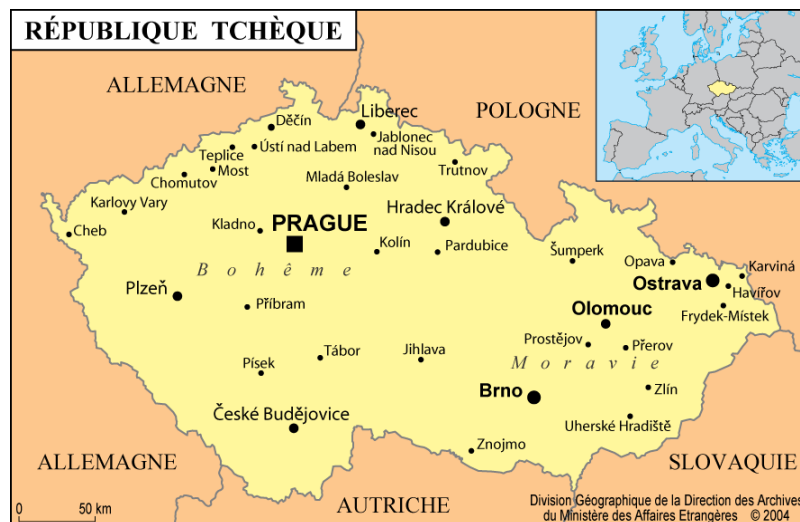 RÉPUBLIQUE TCHÈQUE
ALLEMAGNE
POLOGNE
Děčín
Liberec
Jablonec
nad Nisou
Teplice
Ústí nad Labem
Most
Chomutov
Trutnov
Mladá Boleslav
Karlovy Vary
Hradec Králové
Cheb
Kladno
PRAGUE
Kolín
Pardubice
Šumperk
Opava
Karviná
Bohême
Ostrava
Havířov
Plzeň
Příbram
Olomouc
Frydek-Místek
Prostějov
Přerov
Tábor
Jihlava
Moravie
Písek
Zlín
Brno
České Budějovice
Uherské Hradiště
Znojmo
ALLEMAGNE
SLOVAQUIE
AUTRICHE
0 50 km
Division Géographique de la Direction des Archives
du Ministère des Affaires Etrangères © 2004